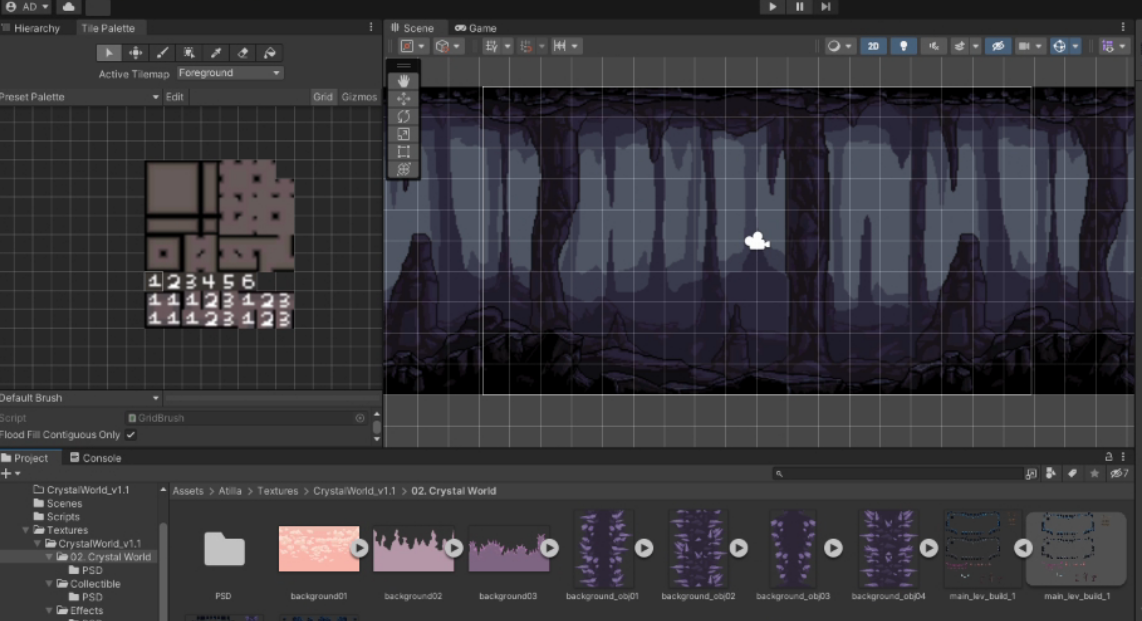 AD
Hierarchy
Tile Palette
Active Tilemap
Foreground
Preset Palette
Edit
Grid
Gizmos
1 2 3 4 5 6
1 1 1 2 3 1 2 3
1 1 1 2 3 1 2 3
Default Brush
Script
GridBrush
Flood Fill Contiguous Only
Scene
Game
2D
Project
Console
7
CrystalWorld_v1.1
Scenes
Scripts
Textures
CrystalWorld_v1.1
02. Crystal World
PSD
Collectible
PSD
Effects
Assets > Atilla > Textures > CrystalWorld_v1.1 > 02. Crystal World
PSD
background01
background02
background03
background_obj01
background_obj02
background_obj03
background_obj04
main_lev_build_1
main_lev_build_1